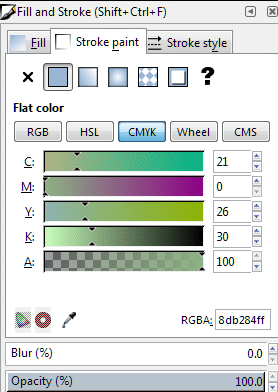 Fill and Stroke (Shift+Ctrl+F)
Fill Stroke paint Stroke style
?
Flat color
RGB HSL CMYK Wheel CMS
C: 21
M: 0
Y: 26
K: 30
A: 100
RGBA: 8db284ff
Blur (%) 0.0
Opacity (%) 100.0